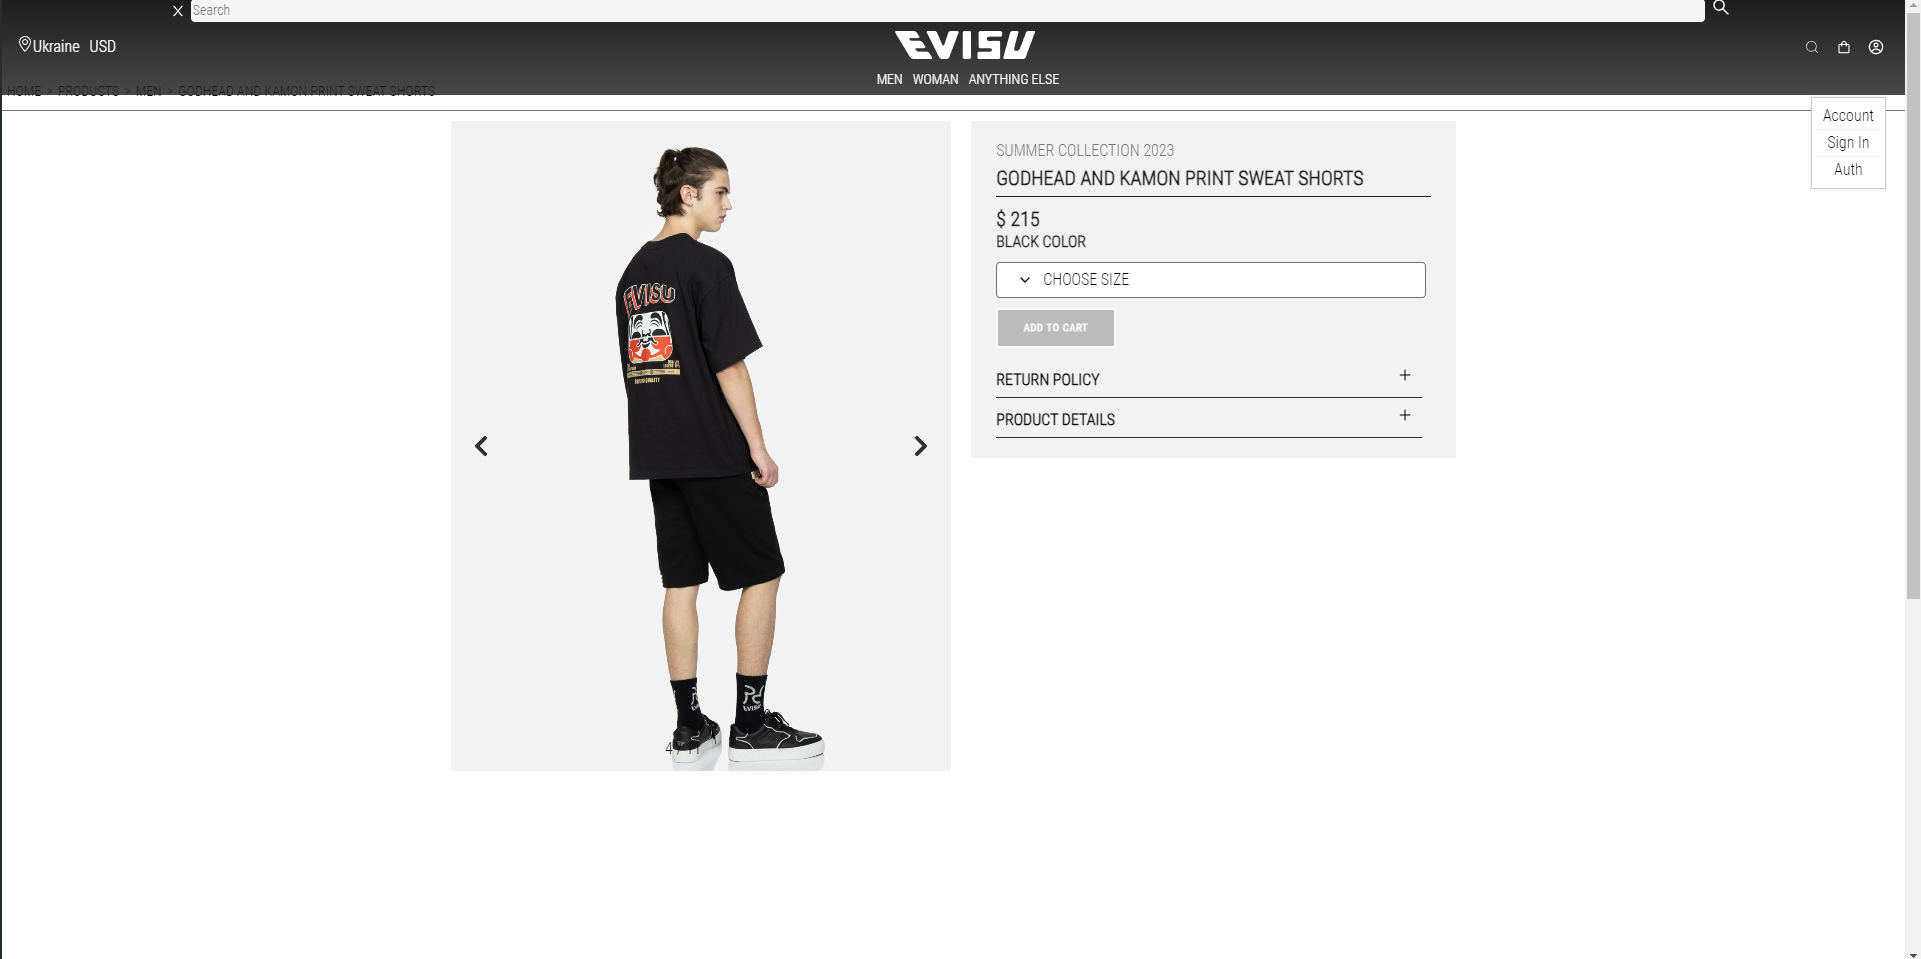 Search
Ukraine USD
EVISU
MEN WOMAN ANYTHING ELSE
HOME > PRODUCTS > MEN > GODHEAD AND KAMON PRINT SWEAT SHORTS
Account
Sign In
Auth
SUMMER COLLECTION 2023
GODHEAD AND KAMON PRINT SWEAT SHORTS
$ 215
BLACK COLOR
CHOOSE SIZE
ADD TO CART
RETURN POLICY
PRODUCT DETAILS
EVISU
EVISU
4 / 11